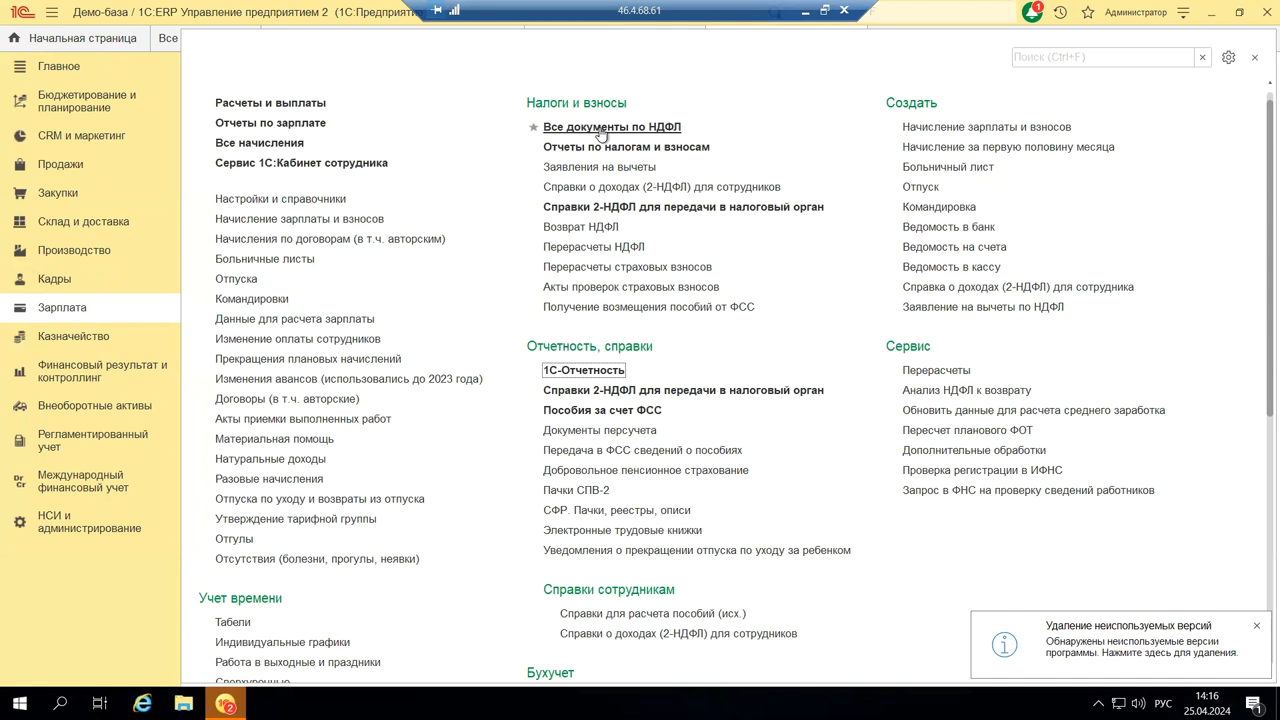 Демо-база / 1С:ERP Управление предприятием 2 (1С:Предприяти
46.4.68.61
1
Администратор
Начальная страница
Все
Поиск (Ctrl+F)
Главное
Бюджетирование и
планирование
CRM и маркетинг
Продажи
Закупки
Склад и доставка
Производство
Кадры
Зарплата
Казначейство
Финансовый результат и
контроллинг
Внеоборотные активы
Регламентированный
учет
Международный
финансовый учет
НСИ и
администрирование
Расчеты и выплаты
Отчеты по зарплате
Все начисления
Сервис 1С:Кабинет сотрудника
Настройки и справочники
Начисление зарплаты и взносов
Начисления по договорам (в т.ч. авторским)
Больничные листы
Отпуска
Командировки
Данные для расчета зарплаты
Изменение оплаты сотрудников
Прекращения плановых начислений
Изменения авансов (использовались до 2023 года)
Договоры (в т.ч. авторские)
Акты приемки выполненных работ
Материальная помощь
Натуральные доходы
Разовые начисления
Отпуска по уходу и возвраты из отпуска
Утверждение тарифной группы
Отгулы
Отсутствия (болезни, прогулы, неявки)
Учет времени
Табели
Индивидуальные графики
Работа в выходные и праздники
Сверхурочные
Налоги и взносы
Все документы по НДФЛ
Отчеты по налогам и взносам
Заявления на вычеты
Справки о доходах (2-НДФЛ) для сотрудников
Справки 2-НДФЛ для передачи в налоговый орган
Возврат НДФЛ
Перерасчеты НДФЛ
Перерасчеты страховых взносов
Акты проверок страховых взносов
Получение возмещения пособий от ФСС
Отчетность, справки
1С-Отчетность
Справки 2-НДФЛ для передачи в налоговый орган
Пособия за счет ФСС
Документы персучета
Передача в ФСС сведений о пособиях
Добровольное пенсионное страхование
Пачки СПВ-2
СФР. Пачки, реестры, описи
Электронные трудовые книжки
Уведомления о прекращении отпуска по уходу за ребенком
Справки сотрудникам
Справки для расчета пособий (исх.)
Справки о доходах (2-НДФЛ) для сотрудников
Бухучет
Создать
Начисление зарплаты и взносов
Начисление за первую половину месяца
Больничный лист
Отпуск
Командировка
Ведомость в банк
Ведомость на счета
Ведомость в кассу
Справка о доходах (2-НДФЛ) для сотрудника
Заявление на вычеты по НДФЛ
Сервис
Перерасчеты
Анализ НДФЛ к возврату
Обновить данные для расчета среднего заработка
Пересчет планового ФОТ
Дополнительные обработки
Проверка регистрации в ИФНС
Запрос в ФНС на проверку сведений работников
Удаление неиспользуемых версий
Обнаружены неиспользуемые версии
программы. Нажмите здесь для удаления.
2
РУС
14:16
25.04.2024
1